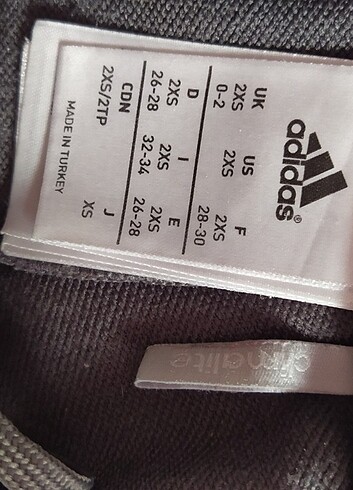 adidas®
UK US F
2XS 2XS 2XS
0-2 28-30
D I E
2XS 2XS 2XS
26-28 32-34 26-28
CDN J
2XS/2TP XS
MADE IN TURKEY
climalite